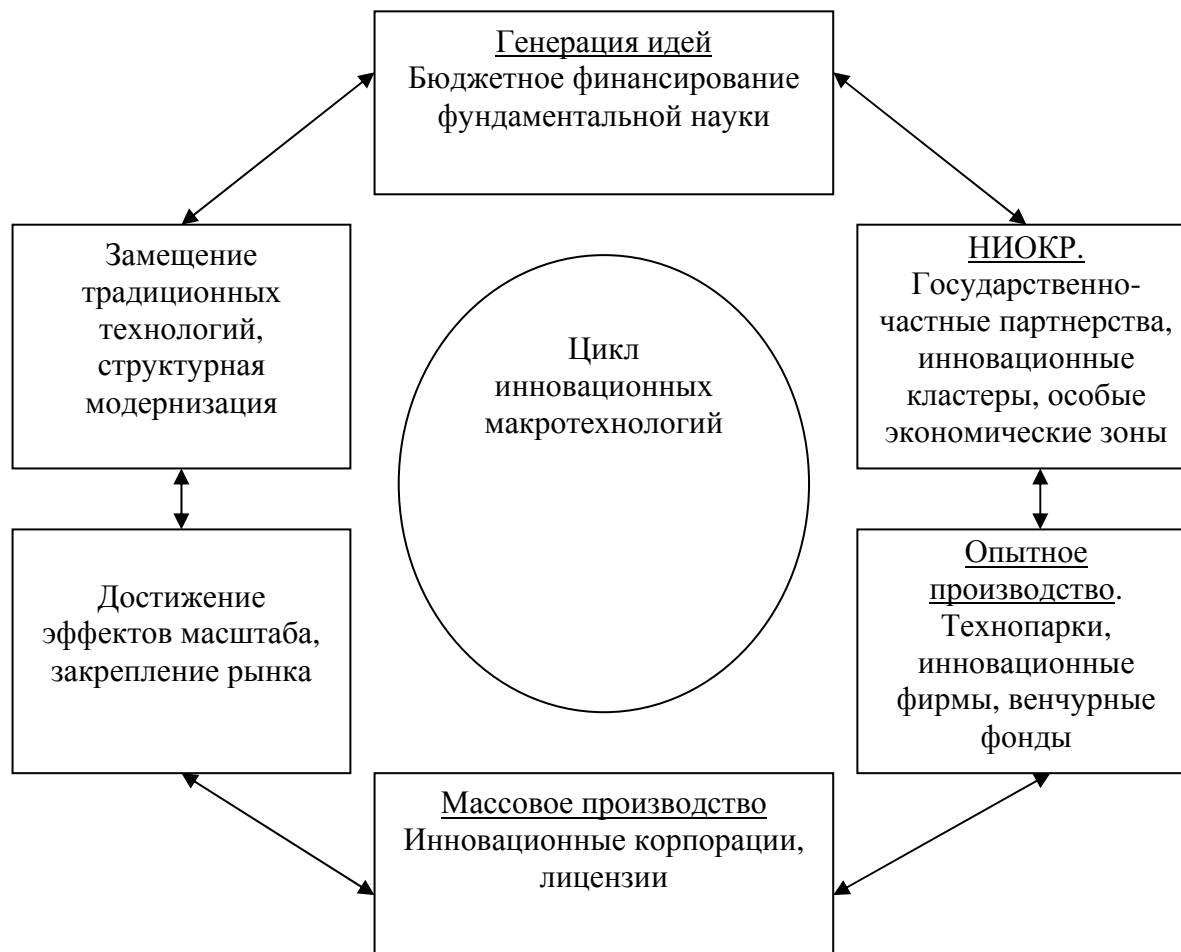 Генерация идей
Бюджетное финансирование
фундаментальной науки
Замещение
традиционных
технологий,
структурная
модернизация
Цикл
инновационных
макротехнологий
НИОКР.
Государственно-
частные партнерства,
инновационные
кластеры, особые
экономические зоны
Достижение
эффектов масштаба,
закрепление рынка
Опытное
производство.
Технопарки,
инновационные
фирмы, венчурные
фонды
Массовое производство
Инновационные корпорации,
лицензии